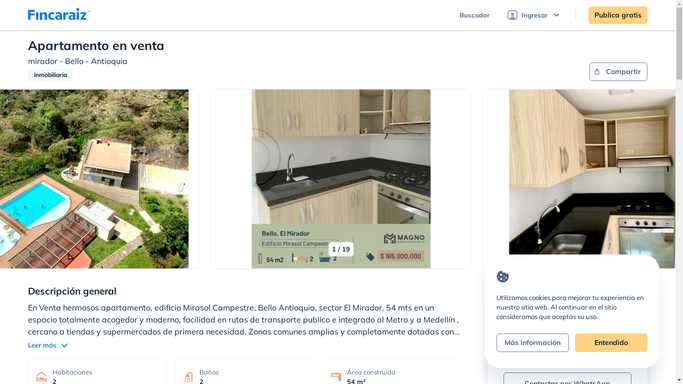 Fincaraiz
Buscador
Ingresar
Publica gratis
Apartamento en venta
mirador - Bello - Antioquia
Inmobiliaria
Compartir
Bello, El Mirador
Edificio Mirasol Campestre
1 / 19
MAGNO
54 m2
2
2
$ 165.000.000
Descripción general
En Venta hermosos apartamento, edificio Mirasol Campestre, Bello Antioquia, sector El Mirador, 54 mts en un
espacio totalmente acogedor y moderno, facilidad en rutas de transporte publico e integrado al Metro y a Medellín ,
cercano a tiendas y supermercados de primera necesidad. Zonas comunes amplias y completamente dotadas con...
Leer más
Habitaciones
2
Baños
2
Área construida
54 m²
Utilizamos cookies para mejorar tu experiencia en
nuestro sitio web. Al continuar en el sitio
consideramos que aceptas su uso.
Más información
Entendido
Contactar por WhatsApp